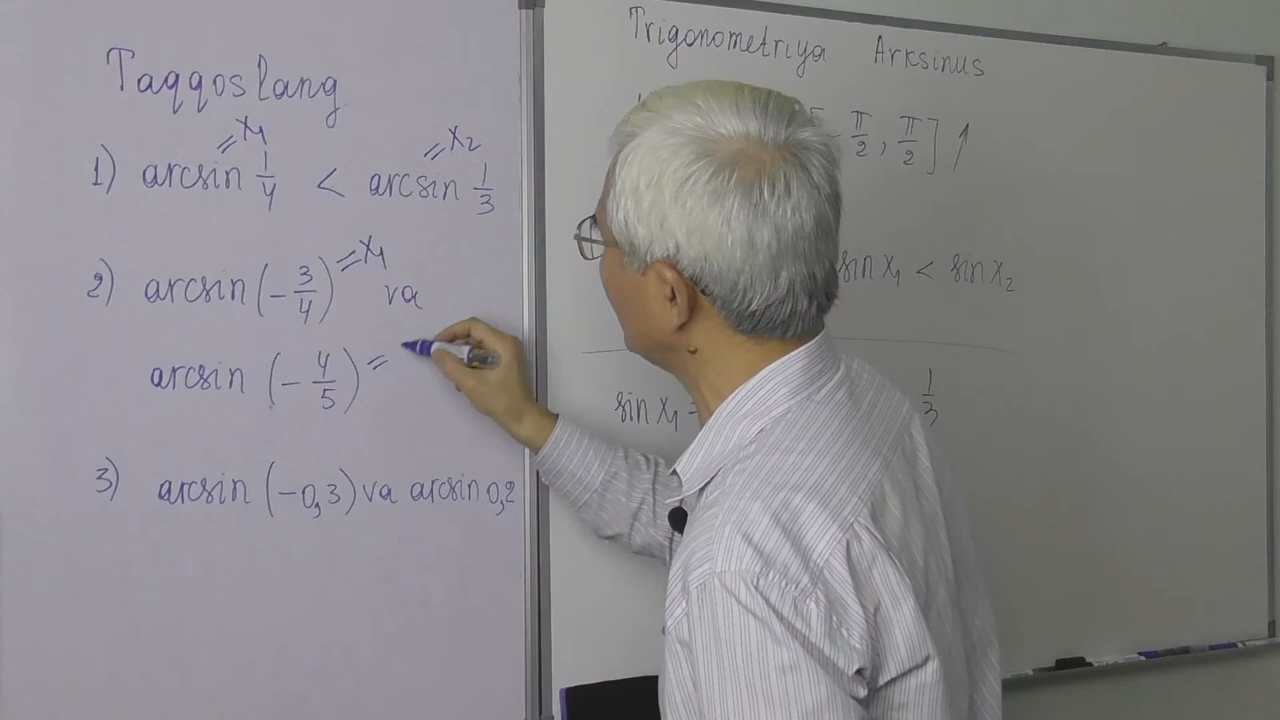 Taqqoslang
1) arcsin 1/4 = x₁ < arcsin 1/3 = x₂
2) arcsin (-3/4) = x₁ va
arcsin (-4/5) =
3) arcsin (-0,3) va arcsin 0,2
Trigonometriya Arksinus
π/2, π/2] ↑
sin x₁ < sin x₂
sin x₁ = 1/3